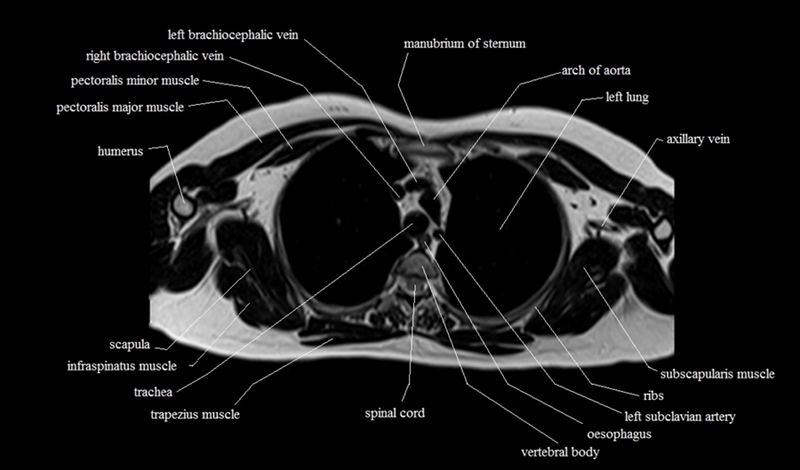 left brachiocephalic vein
right brachiocephalic vein
pectoralis minor muscle
pectoralis major muscle
humerus
manubrium of sternum
arch of aorta
left lung
axillary vein
scapula
infraspinatus muscle
trachea
trapezius muscle
spinal cord
subscapularis muscle
ribs
left subclavian artery
oesophagus
vertebral body